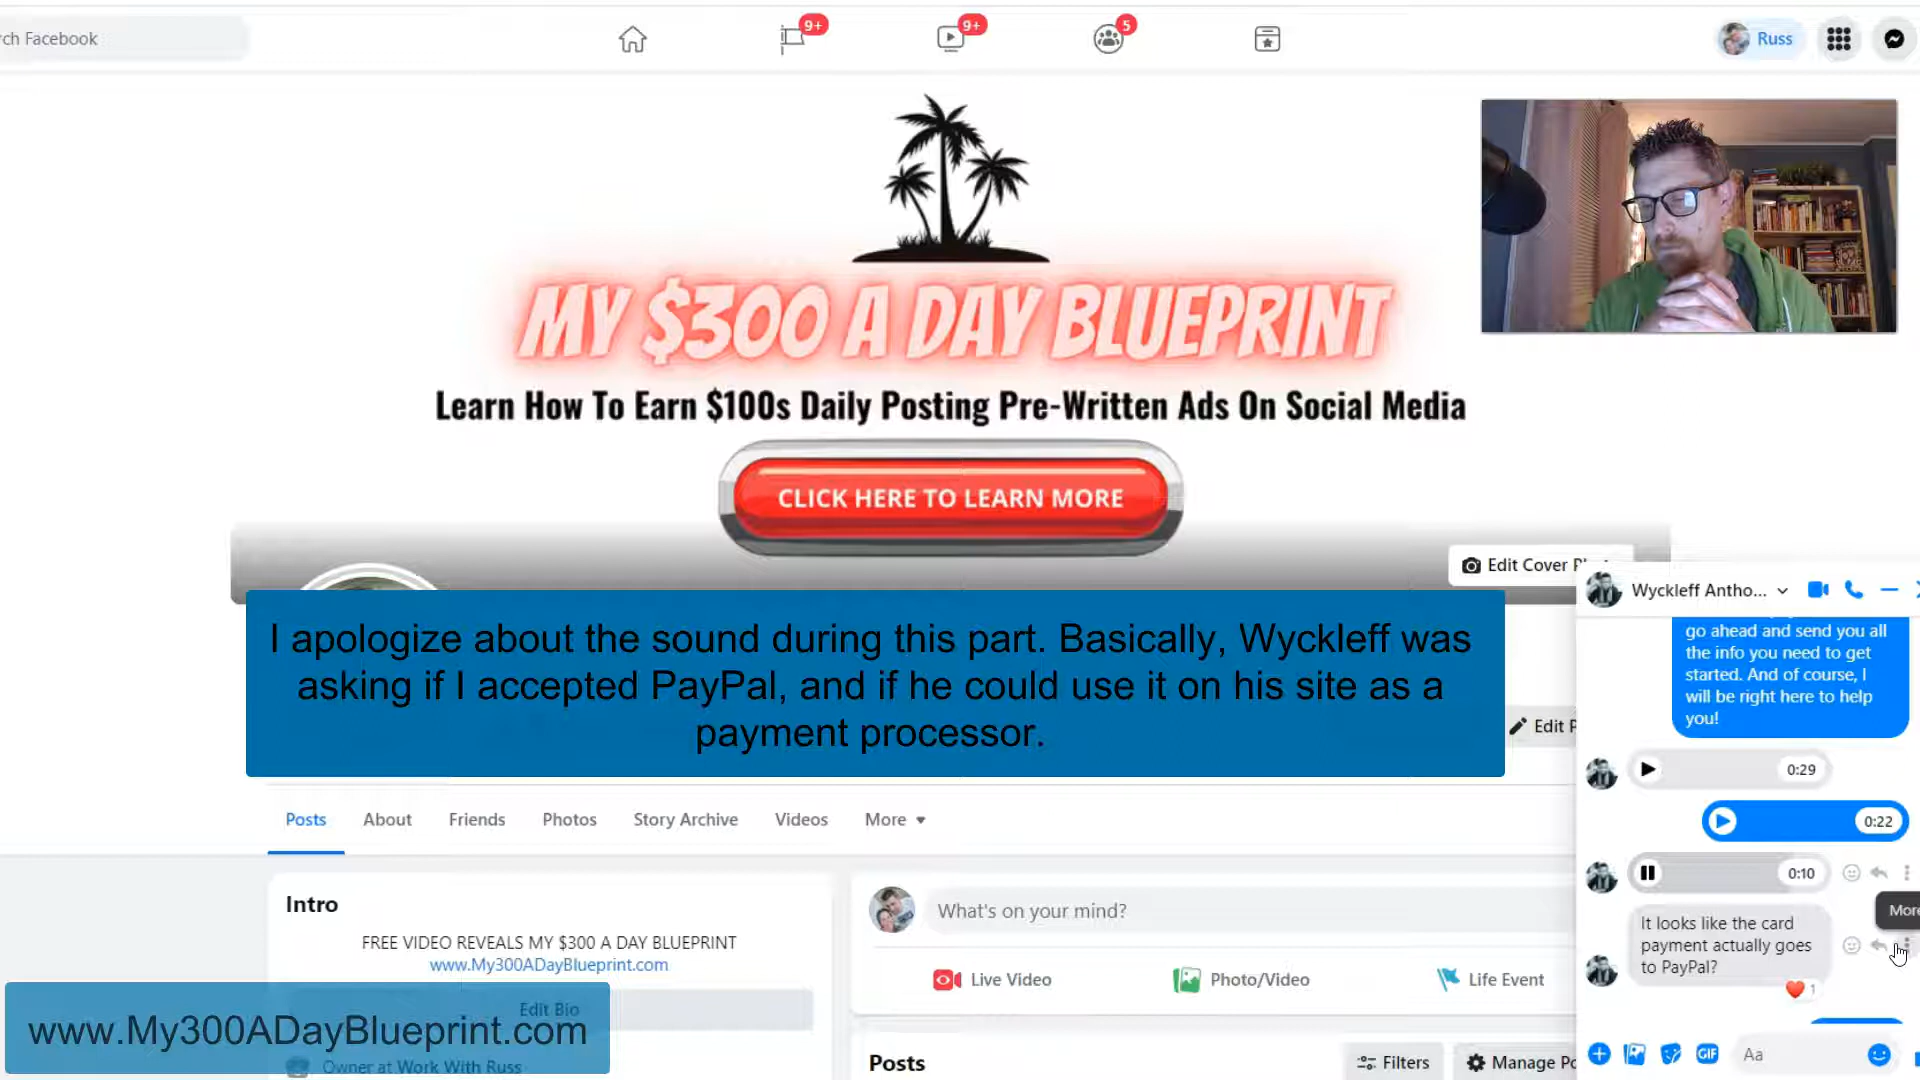 rch Facebook
9+
9+
5
Russ
MY $300 A DAY BLUEPRINT
Learn How To Earn $100s Daily Posting Pre-Written Ads On Social Media
CLICK HERE TO LEARN MORE
Edit Cover
Wyckleff Antho...
go ahead and send you all
the info you need to get
started. And of course, I
will be right here to help
you!
I apologize about the sound during this part. Basically, Wyckleff was
asking if I accepted PayPal, and if he could use it on his site as a
payment processor.
Edit P
0:29
0:22
0:10
More
It looks like the card
payment actually goes
to PayPal?
1
Aa
GIF
Posts
About
Friends
Photos
Story Archive
Videos
More
Intro
FREE VIDEO REVEALS MY $300 A DAY BLUEPRINT
www.My300ADayBlueprint.com
Edit Bio
www.My300ADayBlueprint.com
Owner at Work With Russ
What's on your mind?
Live Video
Photo/Video
Life Event
Posts
Filters
Manage Po